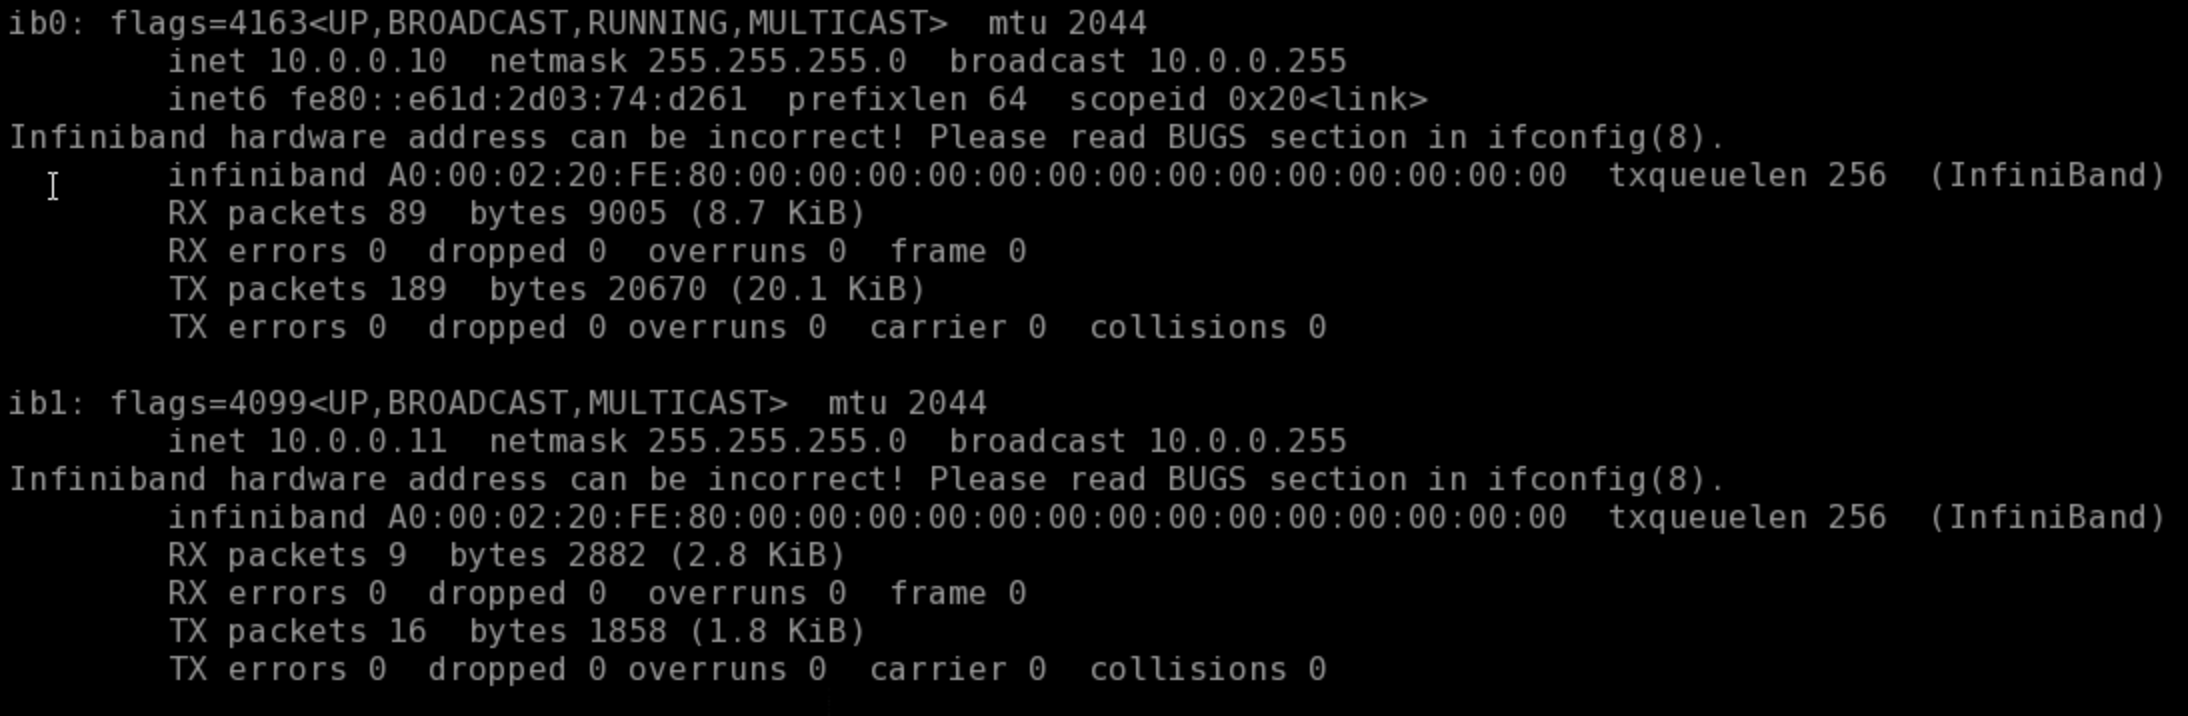 ib0: flags=4163<UP,BROADCAST,RUNNING,MULTICAST>  mtu 2044
        inet 10.0.0.10  netmask 255.255.255.0  broadcast 10.0.0.255
        inet6 fe80::e61d:2d03:74:d261  prefixlen 64  scopeid 0x20<link>
Infiniband hardware address can be incorrect! Please read BUGS section in ifconfig(8).
        infiniband A0:00:02:20:FE:80:00:00:00:00:00:00:00:00:00:00:00:00:00:00  txqueuelen 256  (InfiniBand)
        RX packets 89  bytes 9005 (8.7 KiB)
        RX errors 0  dropped 0  overruns 0  frame 0
        TX packets 189  bytes 20670 (20.1 KiB)
        TX errors 0  dropped 0 overruns 0  carrier 0  collisions 0

ib1: flags=4099<UP,BROADCAST,MULTICAST>  mtu 2044
        inet 10.0.0.11  netmask 255.255.255.0  broadcast 10.0.0.255
Infiniband hardware address can be incorrect! Please read BUGS section in ifconfig(8).
        infiniband A0:00:02:20:FE:80:00:00:00:00:00:00:00:00:00:00:00:00:00:00  txqueuelen 256  (InfiniBand)
        RX packets 9  bytes 2882 (2.8 KiB)
        RX errors 0  dropped 0  overruns 0  frame 0
        TX packets 16  bytes 1858 (1.8 KiB)
        TX errors 0  dropped 0 overruns 0  carrier 0  collisions 0